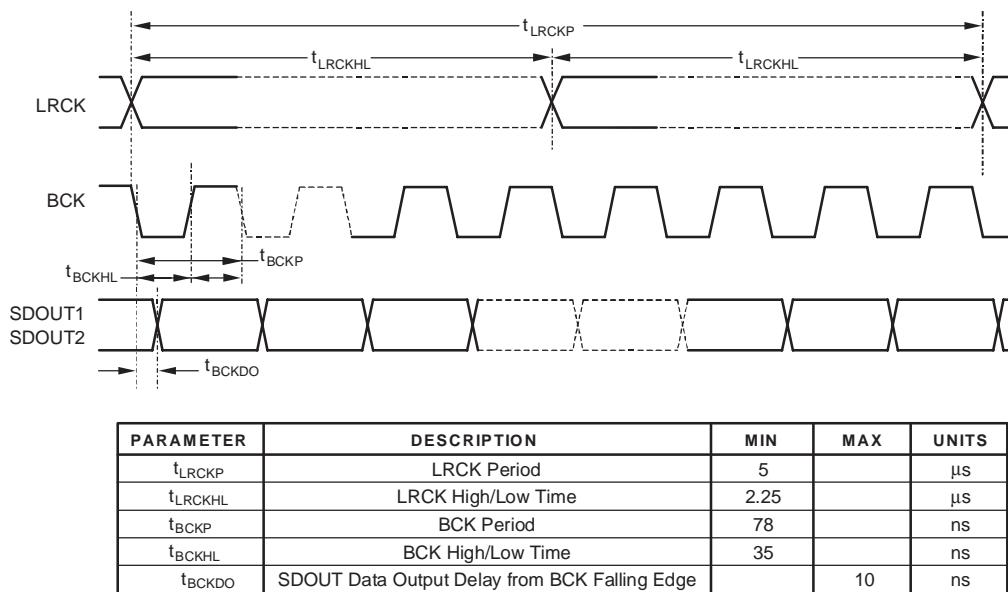 tLRCKP
tLRCKHL tLRCKHL
LRCK
BCK
tBCKP
tBCKHL
SDOUT1
SDOUT2
tBCKDO
PARAMETER DESCRIPTION MIN MAX UNITS
tLRCKP LRCK Period 5 μs
tLRCKHL LRCK High/Low Time 2.25 μs
tBCKP BCK Period 78 ns
tBCKHL BCK High/Low Time 35 ns
tBCKDO SDOUT Data Output Delay from BCK Falling Edge 10 ns